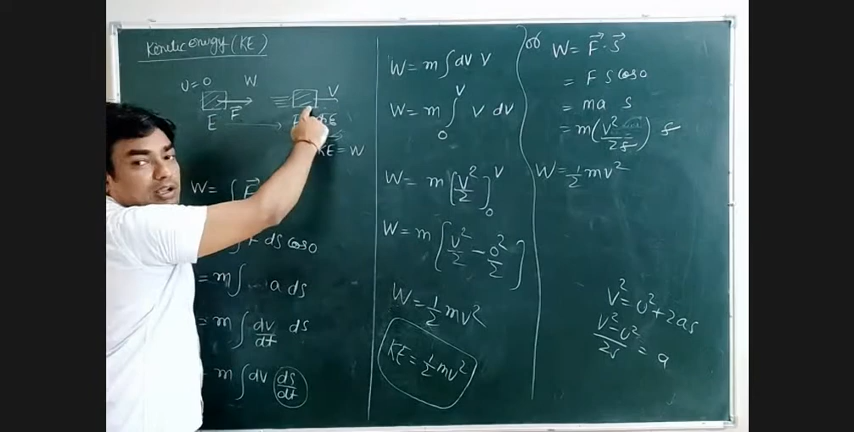 Kinetic energy (KE)
U=0 W V
F⃗
E
KE = W
W = ∫ F⃗
ds cos0
= m∫ a ds
= m∫ dv/dt ds
m∫ dv ds/dt
W = m∫dv V
W = m ∫₀^V V dv
W = m [V²/2]₀^V
W = m [V²/2 − 0²/2]
W = 1/2 mv²
KE = 1/2 mv²
or W = F⃗ · S⃗
= F S cos0
= ma S
= m(V²/2s) s
W = 1/2 mv²
V² = U² + 2as
V²−U²/2s = a